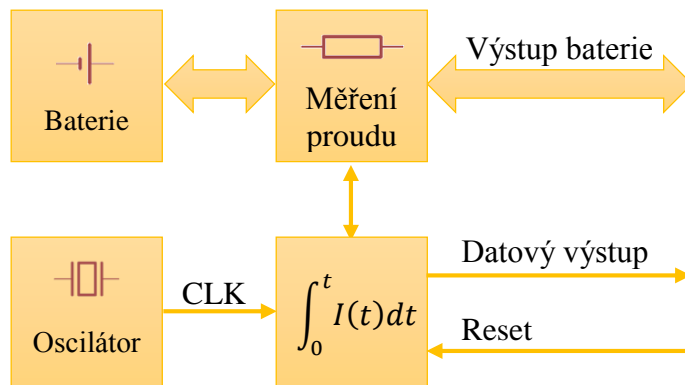 Baterie
Měření
proudu
Výstup baterie
Oscilátor
CLK
∫₀ᵗ I(t)dt
Datový výstup
Reset